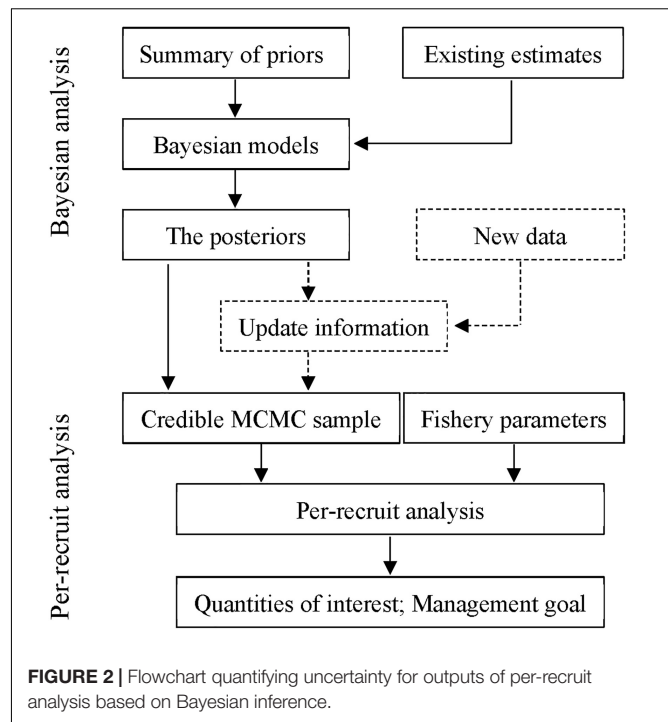 Bayesian analysis
Summary of priors
Existing estimates
Bayesian models
The posteriors
New data
Update information
Per-recruit analysis
Credible MCMC sample
Fishery parameters
Per-recruit analysis
Quantities of interest; Management goal
FIGURE 2 | Flowchart quantifying uncertainty for outputs of per-recruit
analysis based on Bayesian inference.